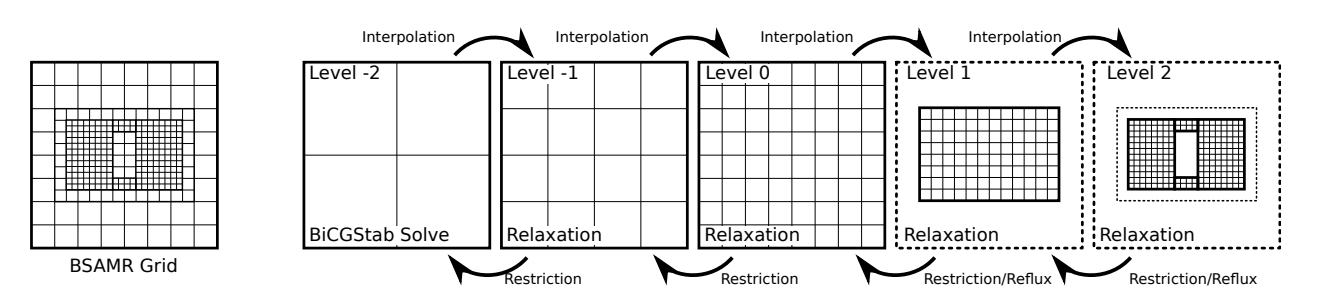 Interpolation
Interpolation
Interpolation
Interpolation
Level -2
Level -1
Level 0
Level 1
Level 2
BiCGStab Solve
Relaxation
Relaxation
Relaxation
Relaxation
BSAMR Grid
Restriction
Restriction
Restriction/Reflux
Restriction/Reflux